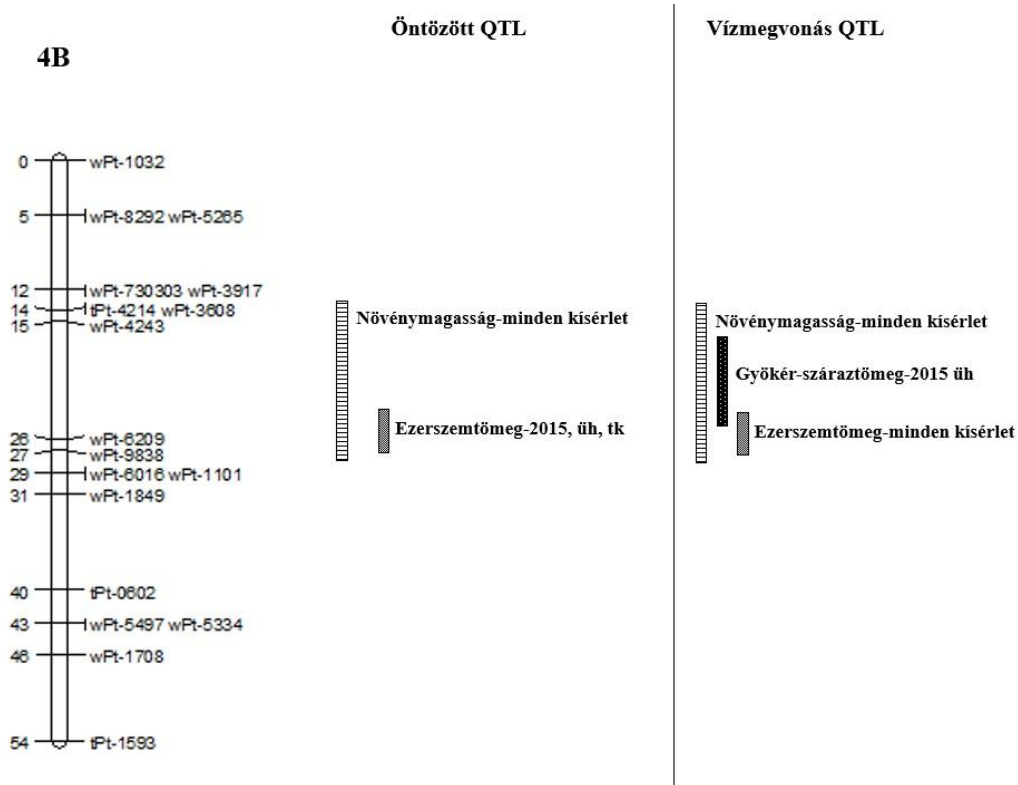 Öntözött QTL
Vízmegvonás QTL
4B
0 wPt-1032
5 wPt-8292 wPt-5265
12 wPt-730303 wPt-3917
14 tPt-4214 wPt-3608
15 wPt-4243
26 wPt-6209
27 wPt-9838
29 wPt-6016 wPt-1101
31 wPt-1849
40 tPt-0602
43 wPt-5497 wPt-5334
46 wPt-1708
54 tPt-1593
Növénymagasság-minden kísérlet
Ezerszemtömeg-2015, üh, tk
Növénymagasság-minden kísérlet
Gyökér-száraztömeg-2015 üh
Ezerszemtömeg-minden kísérlet